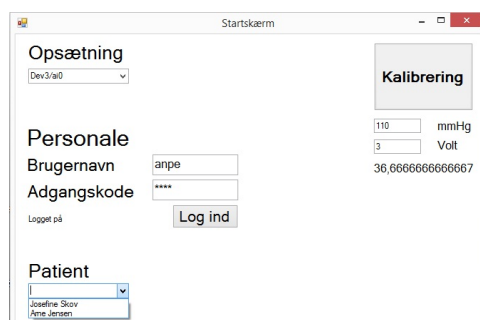 Startskærm
Opsætning
Dev3/ai0
Kalibrering
110 mmHg
3 Volt
36,6666666666667
Personale
Brugernavn anpe
Adgangskode ****
Logget på Log ind
Patient
Josefine Skov
Arne Jensen